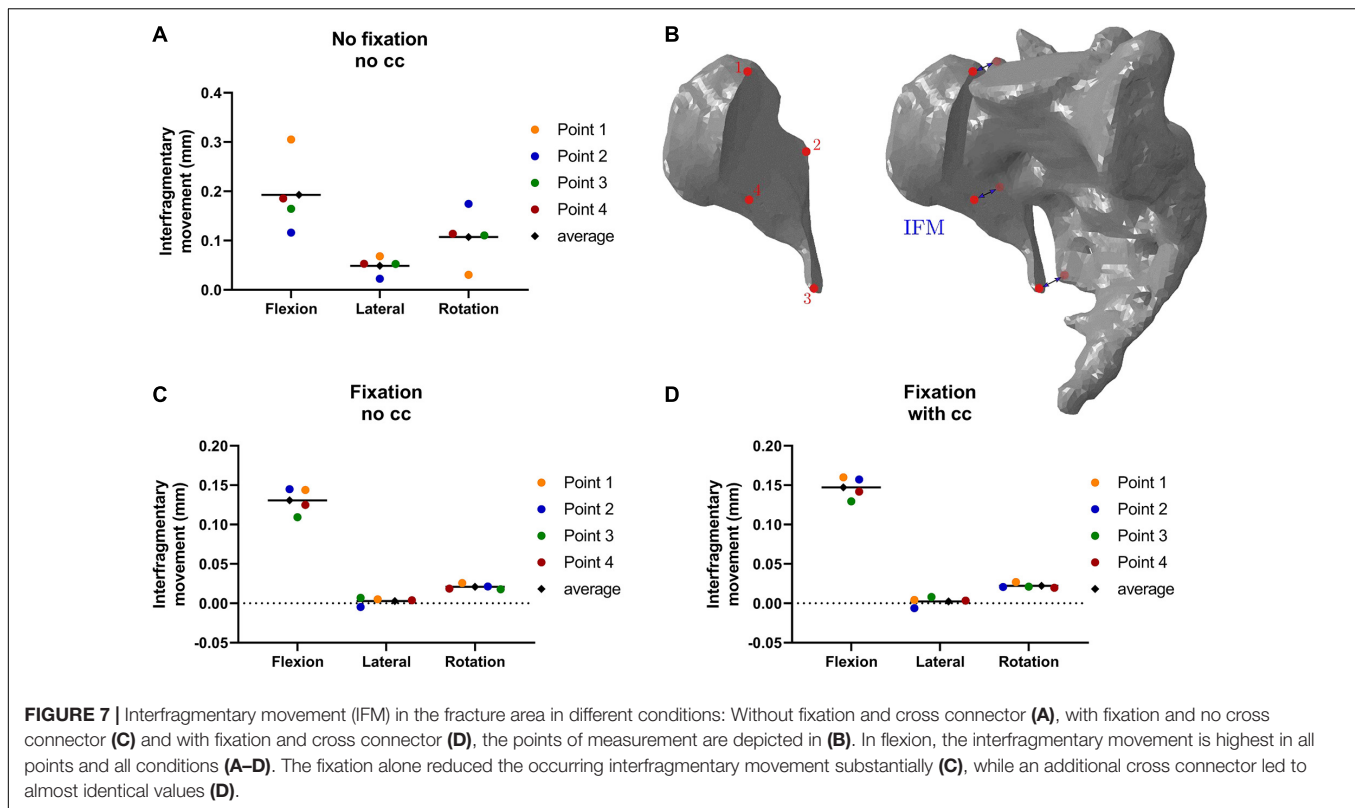 A
No fixation
no cc
Interfragmentary
movement (mm)
0.4
0.3
0.2
0.1
0.0
Flexion
Lateral
Rotation
Point 1
Point 2
Point 3
Point 4
average
B
1
2
4
3
IFM
C
Fixation
no cc
Interfragmentary
movement (mm)
0.20
0.15
0.10
0.05
0.00
-0.05
Flexion
Lateral
Rotation
Point 1
Point 2
Point 3
Point 4
average
D
Fixation
with cc
Interfragmentary
movement (mm)
0.20
0.15
0.10
0.05
0.00
-0.05
Flexion
Lateral
Rotation
Point 1
Point 2
Point 3
Point 4
average
FIGURE 7 | Interfragmentary movement (IFM) in the fracture area in different conditions: Without fixation and cross connector (A), with fixation and no cross
connector (C) and with fixation and cross connector (D), the points of measurement are depicted in (B). In flexion, the interfragmentary movement is highest in all
points and all conditions (A–D). The fixation alone reduced the occurring interfragmentary movement substantially (C), while an additional cross connector led to
almost identical values (D).